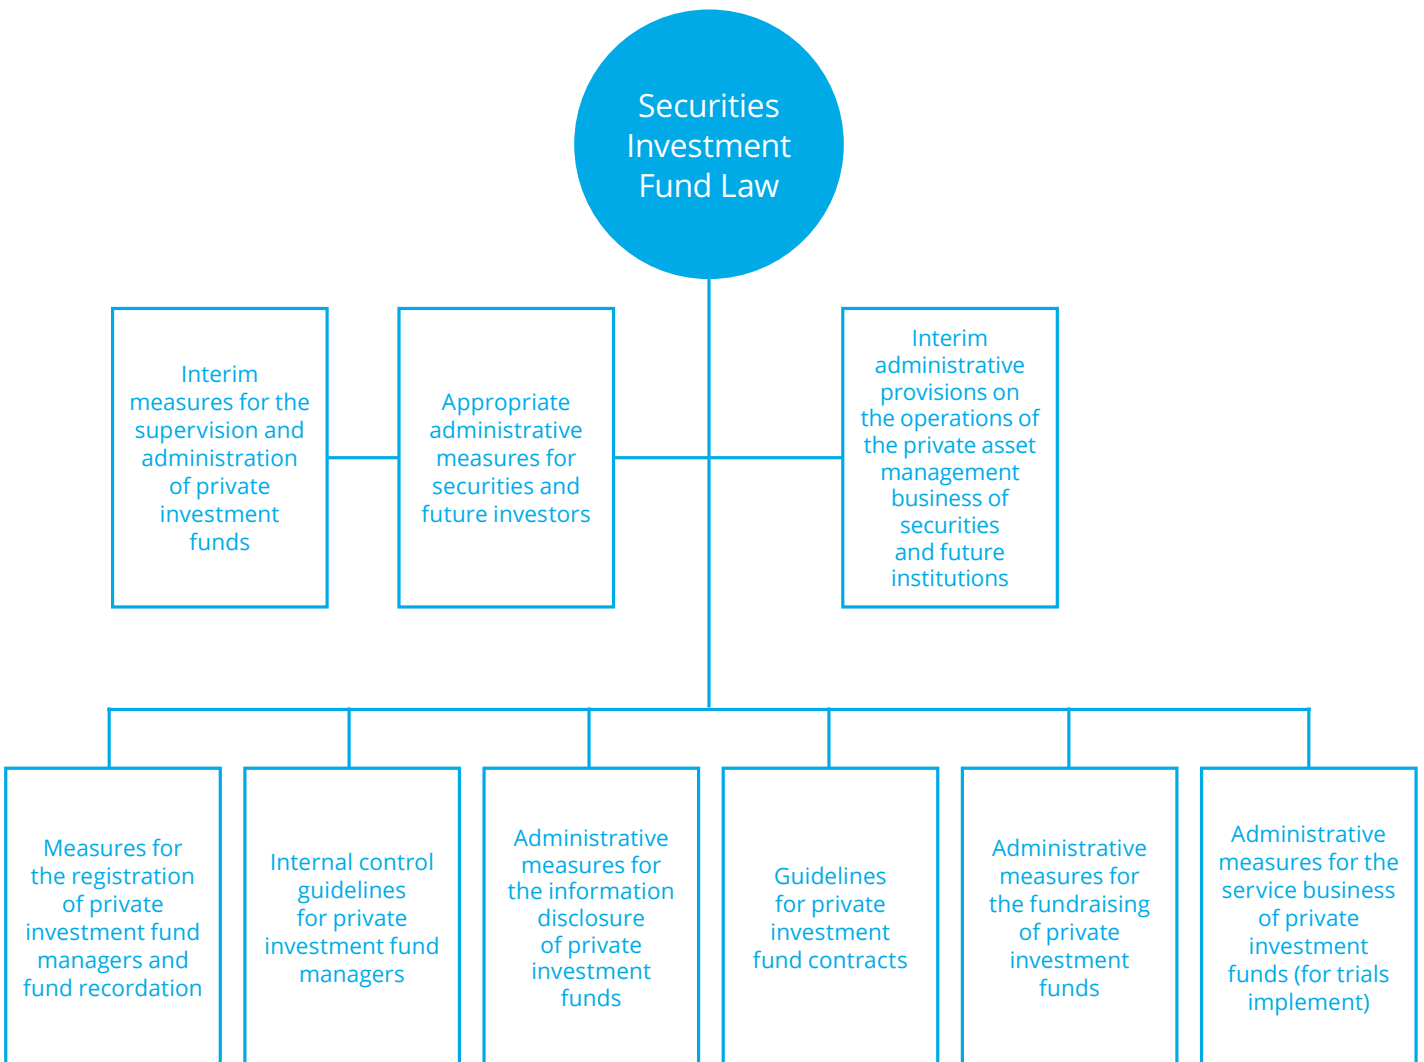 Securities
Investment
Fund Law
Interim
measures for the
supervision and
administration
of private
investment
funds
Appropriate
administrative
measures for
securities and
future investors
Interim
administrative
provisions on
the operations of
the private asset
management
business of
securities
and future
institutions
Measures for
the registration
of private
investment fund
managers and
fund recordation
Internal control
guidelines
for private
investment fund
managers
Administrative
measures for
the information
disclosure
of private
investment
funds
Guidelines
for private
investment
fund contracts
Administrative
measures for
the fundraising
of private
investment
funds
Administrative
measures for the
service business
of private
investment
funds (for trials
implement)